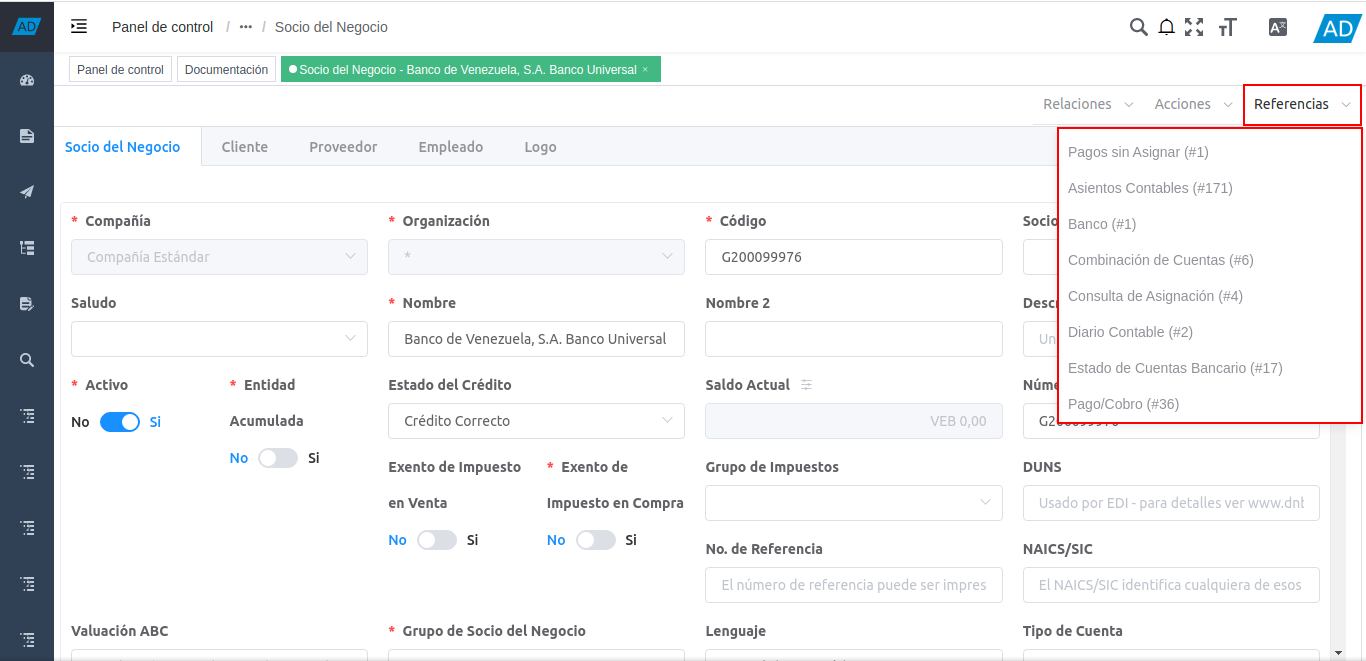 AD Panel de control / ••• / Socio del Negocio AD
Panel de control Documentación Socio del Negocio - Banco de Venezuela, S.A. Banco Universal ×
Relaciones Acciones Referencias
Socio del Negocio Cliente Proveedor Empleado Logo
Pagos sin Asignar (#1)
Asientos Contables (#171)
Banco (#1)
Combinación de Cuentas (#6)
Consulta de Asignación (#4)
Diario Contable (#2)
Estado de Cuentas Bancario (#17)
Pago/Cobro (#36)
* Compañía * Organización * Código Socio
Compañía Estándar * G200099976
Saludo * Nombre Nombre 2
Banco de Venezuela, S.A. Banco Universal
* Activo * Entidad Acumulada Estado del Crédito Saldo Actual
No Si Crédito Correcto VEB 0,00
No Si
Exento de Impuesto en Venta * Exento de Impuesto en Compra Grupo de Impuestos DUNS
Usado por EDI - para detalles ver www.dnb
No Si No Si
No. de Referencia NAICS/SIC
El número de referencia puede ser impres El NAICS/SIC identifica cualquiera de esos
Valuación ABC * Grupo de Socio del Negocio Lenguaje Tipo de Cuenta